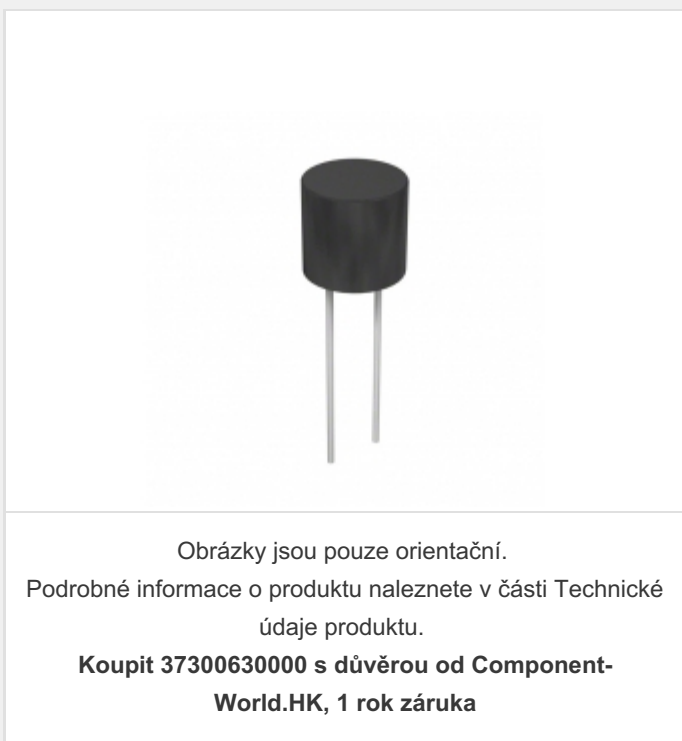 Obrázky jsou pouze orientační.
Podrobné informace o produktu naleznete v části Technické
údaje produktu.
Koupit 37300630000 s důvěrou od Component-
World.HK, 1 rok záruka